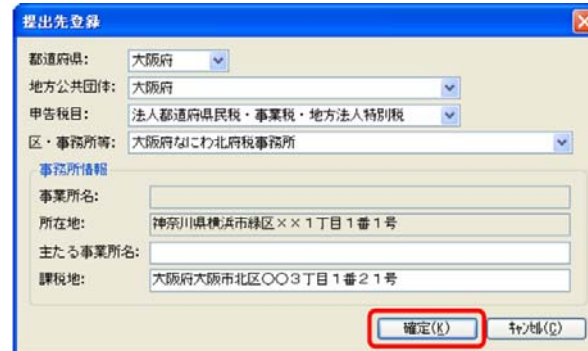 提出先登録
都道府県: 大阪府
地方公共団体: 大阪府
申告税目: 法人都道府県民税・事業税・地方法人特別税
区・事務所等: 大阪府なにわ北府税事務所
事務所情報
事業所名:
所在地: 神奈川県横浜市緑区××1丁目1番1号
主たる事業所名:
課税地: 大阪府大阪市北区〇〇3丁目1番21号
確定(K) キャンセル(C)